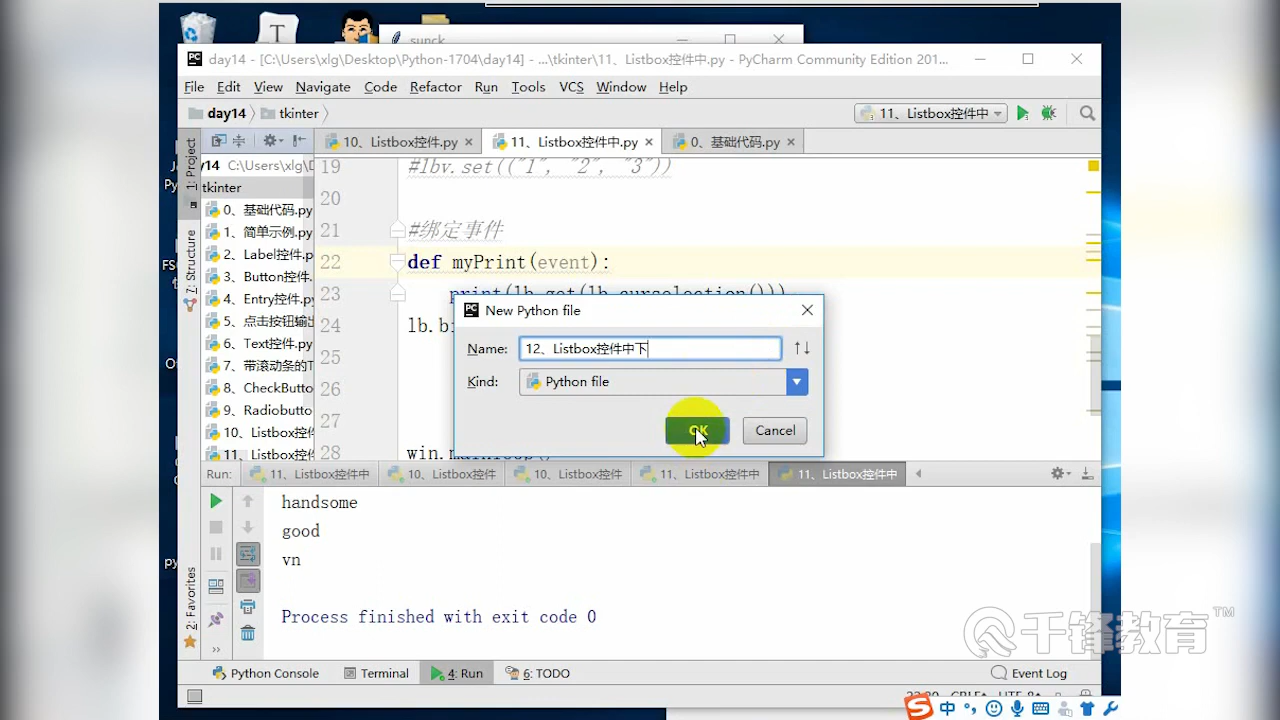 sunck
day14 - [C:\Users\xlg\Desktop\Python-1704\day14] - ...\tkinter\11、Listbox控件中.py - PyCharm Community Edition 201...
File Edit View Navigate Code Refactor Run Tools VCS Window Help
day14 tkinter 11、Listbox控件中
1: Project
10、Listbox控件.py 11、Listbox控件中.py 0、基础代码.py
C:\Users\xlg\D
tkinter
0、基础代码.py
1、简单示例.py
2、Label控件.p
3、Button控件.
4、Entry控件.p
5、点击按钮输出
6、Text控件.py
7、带滚动条的T
8、CheckButto
9、Radiobutto
10、Listbox控件
11、Listbox控件
7: Structure
19 #lbv.set(("1", "2", "3"))
20
21 #绑定事件
22 def myPrint(event):
23 print(lb.get(lb.curselection()))
24 lb.bi
25
26
27
28 win.mainloop()
New Python file
Name: 12、Listbox控件中下
Kind: Python file
OK Cancel
Run: 11、Listbox控件中 10、Listbox控件 10、Listbox控件中 11、Listbox控件中 11、Listbox控件中
handsome
good
vn
Process finished with exit code 0
2: Favorites
Python Console Terminal 4: Run 6: TODO Event Log
中
千锋教育™